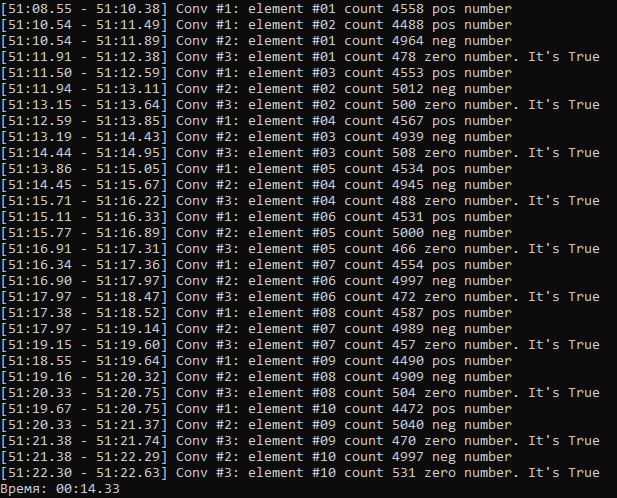 [51:08.55 - 51:10.38] Conv #1: element #01 count 4558 pos number
[51:10.54 - 51:11.49] Conv #1: element #02 count 4488 pos number
[51:10.54 - 51:11.89] Conv #2: element #01 count 4964 neg number
[51:11.91 - 51:12.38] Conv #3: element #01 count 478 zero number. It's True
[51:11.50 - 51:12.59] Conv #1: element #03 count 4553 pos number
[51:11.94 - 51:13.11] Conv #2: element #02 count 5012 neg number
[51:13.15 - 51:13.64] Conv #3: element #02 count 500 zero number. It's True
[51:12.59 - 51:13.85] Conv #1: element #04 count 4567 pos number
[51:13.19 - 51:14.43] Conv #2: element #03 count 4939 neg number
[51:14.44 - 51:14.95] Conv #3: element #03 count 508 zero number. It's True
[51:13.86 - 51:15.05] Conv #1: element #05 count 4534 pos number
[51:14.45 - 51:15.67] Conv #2: element #04 count 4945 neg number
[51:15.71 - 51:16.22] Conv #3: element #04 count 488 zero number. It's True
[51:15.11 - 51:16.33] Conv #1: element #06 count 4531 pos number
[51:15.77 - 51:16.89] Conv #2: element #05 count 5000 neg number
[51:16.91 - 51:17.31] Conv #3: element #05 count 466 zero number. It's True
[51:16.34 - 51:17.36] Conv #1: element #07 count 4554 pos number
[51:16.90 - 51:17.97] Conv #2: element #06 count 4997 neg number
[51:17.97 - 51:18.47] Conv #3: element #06 count 472 zero number. It's True
[51:17.38 - 51:18.52] Conv #1: element #08 count 4587 pos number
[51:17.97 - 51:19.14] Conv #2: element #07 count 4989 neg number
[51:19.15 - 51:19.60] Conv #3: element #07 count 457 zero number. It's True
[51:18.55 - 51:19.64] Conv #1: element #09 count 4490 pos number
[51:19.16 - 51:20.32] Conv #2: element #08 count 4909 neg number
[51:20.33 - 51:20.75] Conv #3: element #08 count 504 zero number. It's True
[51:19.67 - 51:20.75] Conv #1: element #10 count 4472 pos number
[51:20.33 - 51:21.37] Conv #2: element #09 count 5040 neg number
[51:21.38 - 51:21.74] Conv #3: element #09 count 470 zero number. It's True
[51:21.38 - 51:22.29] Conv #2: element #10 count 4997 neg number
[51:22.30 - 51:22.63] Conv #3: element #10 count 531 zero number. It's True
Время: 00:14.33